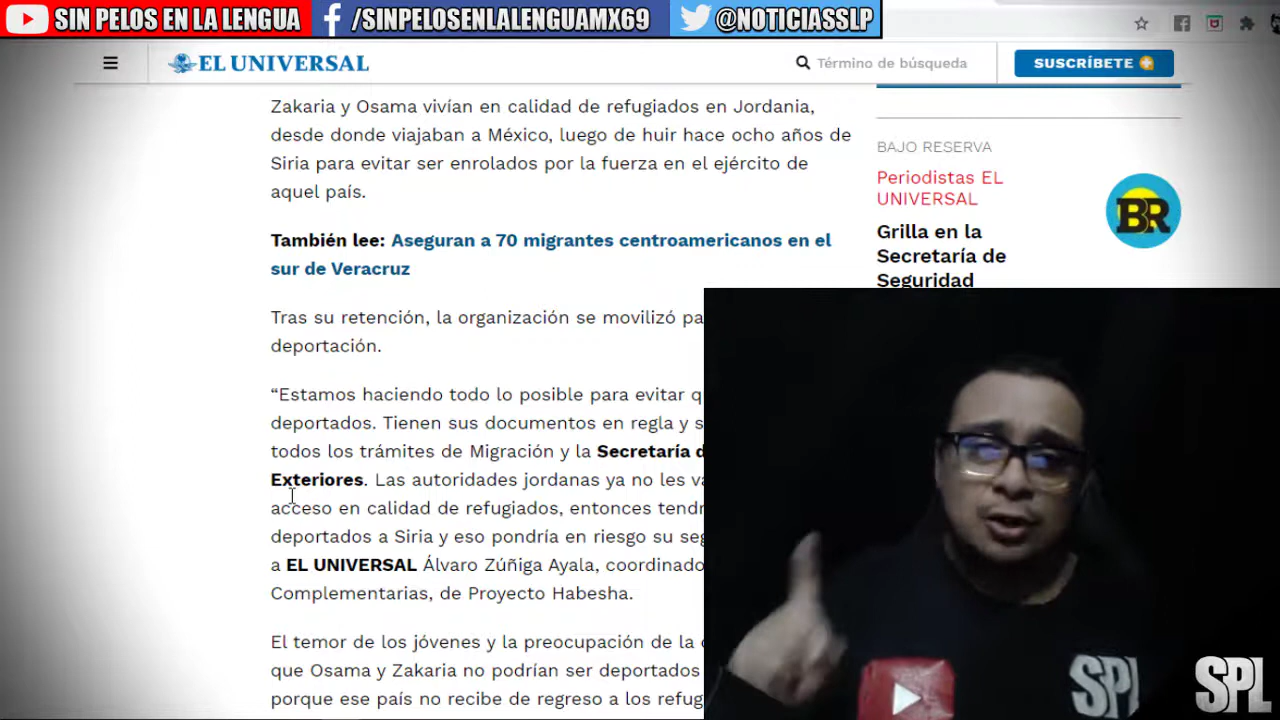 SIN PELOS EN LA LENGUA
/SINPELOSENLALENGUAMX69
@NOTICIASSLP
EL UNIVERSAL
Término de búsqueda
SUSCRÍBETE
Zakaria y Osama vivían en calidad de refugiados en Jordania,
desde donde viajaban a México, luego de huir hace ocho años de
Siria para evitar ser enrolados por la fuerza en el ejército de
aquel país.
También lee: Aseguran a 70 migrantes centroamericanos en el
sur de Veracruz
Tras su retención, la organización se movilizó
deportación.
“Estamos haciendo todo lo posible para evitar
deportados. Tienen sus documentos en regla y
todos los trámites de Migración y la Secretaría
Exteriores. Las autoridades jordanas ya no les
acceso en calidad de refugiados, entonces
deportados a Siria y eso pondría en riesgo su
a EL UNIVERSAL Álvaro Zúñiga Ayala,
Complementarias, de Proyecto Habesha.
El temor de los jóvenes y la preocupación de la
que Osama y Zakaria no podrían ser deportados
porque ese país no recibe de regreso a los
BAJO RESERVA
Periodistas EL
UNIVERSAL
BR
Grilla en la
Secretaría de
Seguridad
SPL
SPL